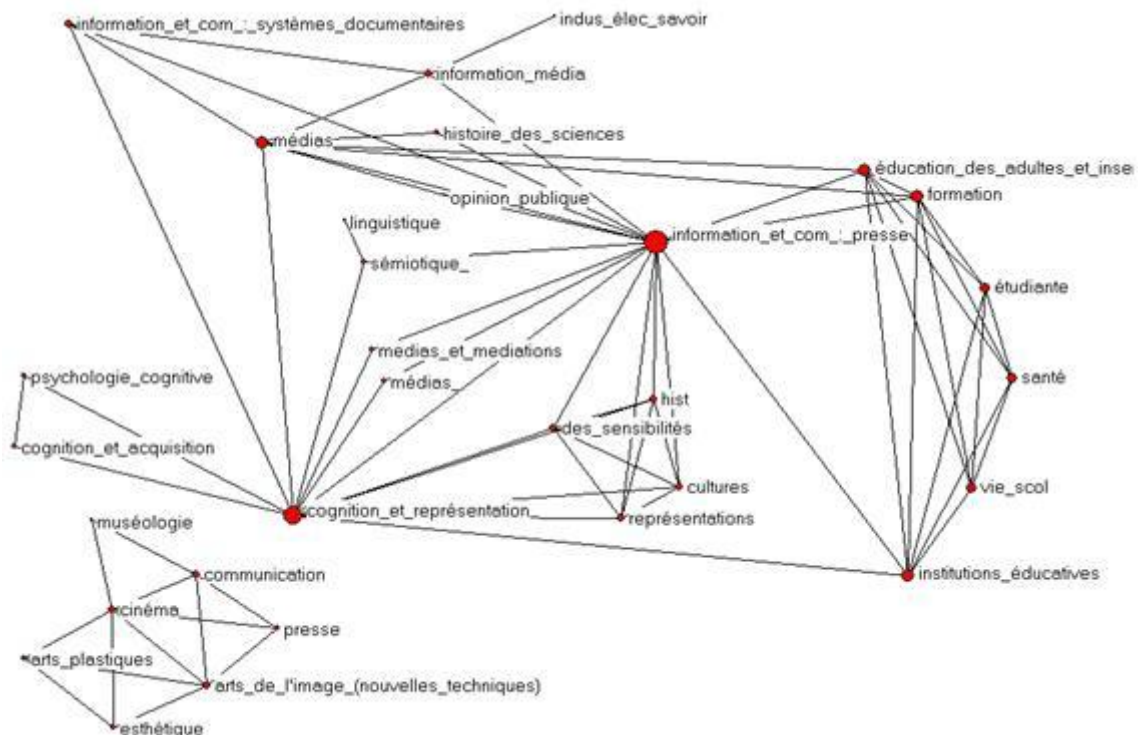 information_et_com_:_systèmes_documentaires
indus_élec_savoir
information_média
histoire_des_sciences
médias
éducation_des_adultes_et_inse
formation
opinion_publique
linguistique
information_et_com_:_presse
sémiotique_
étudiante
medias_et_mediations
psychologie_cognitive
médias_
santé
hist
des_sensibilités
cognition_et_acquisition
cultures
vie_scol
cognition_et_représentation_
représentations
muséologie
communication
institutions_éducatives
cinéma
presse
arts_plastiques
arts_de_l'image_(nouvelles_techniques)
esthétique